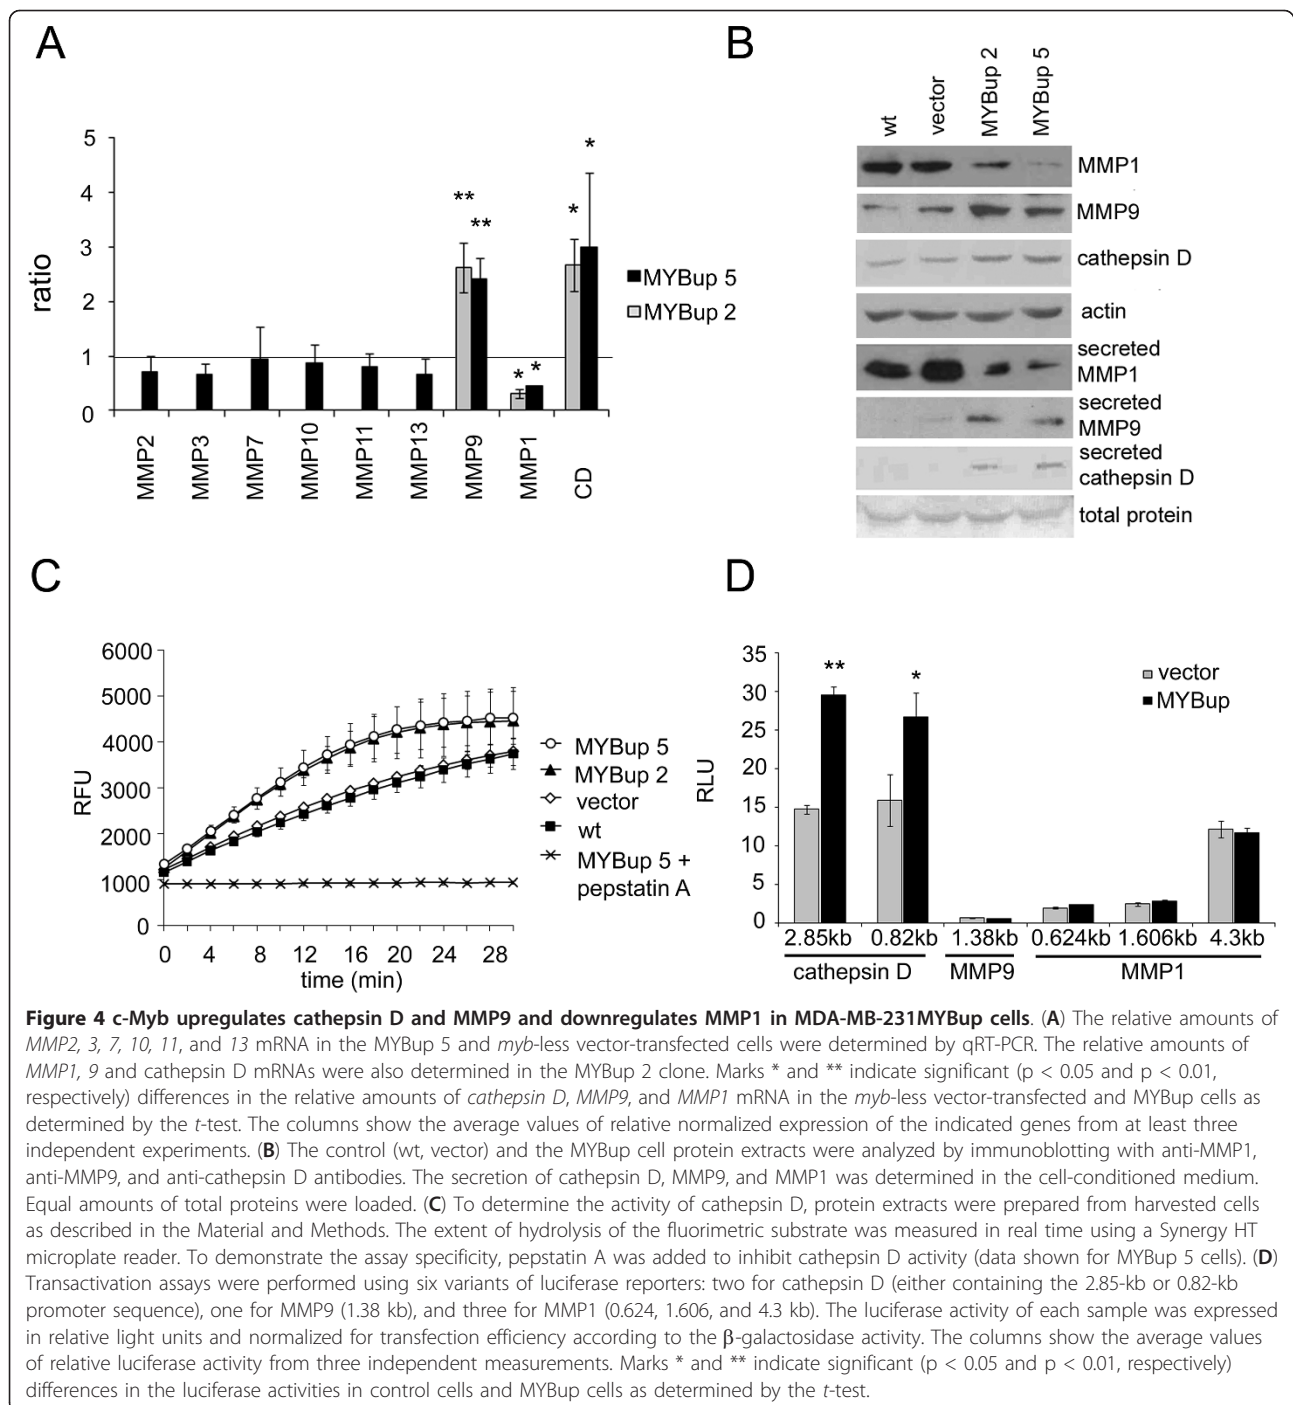 A
5
4
3
2
1
0
ratio
**
**
*
*
*
*
MYBup 5
MYBup 2
MMP2
MMP3
MMP7
MMP10
MMP11
MMP13
MMP9
MMP1
CD
B
wt
vector
MYBup 2
MYBup 5
MMP1
MMP9
cathepsin D
actin
secreted
MMP1
secreted
MMP9
secreted
cathepsin D
total protein
C
6000
5000
4000
3000
2000
1000
0
RFU
0 4 8 12 16 20 24 28
time (min)
MYBup 5
MYBup 2
vector
wt
MYBup 5 +
pepstatin A
D
35
30
25
20
15
10
5
0
RLU
**
*
vector
MYBup
2.85kb 0.82kb 1.38kb 0.624kb 1.606kb 4.3kb
cathepsin D MMP9 MMP1
Figure 4 c-Myb upregulates cathepsin D and MMP9 and downregulates MMP1 in MDA-MB-231MYBup cells. (A) The relative amounts of
MMP2, 3, 7, 10, 11, and 13 mRNA in the MYBup 5 and myb-less vector-transfected cells were determined by qRT-PCR. The relative amounts of
MMP1, 9 and cathepsin D mRNAs were also determined in the MYBup 2 clone. Marks * and ** indicate significant (p < 0.05 and p < 0.01,
respectively) differences in the relative amounts of cathepsin D, MMP9, and MMP1 mRNA in the myb-less vector-transfected and MYBup cells as
determined by the t-test. The columns show the average values of relative normalized expression of the indicated genes from at least three
independent experiments. (B) The control (wt, vector) and the MYBup cell protein extracts were analyzed by immunoblotting with anti-MMP1,
anti-MMP9, and anti-cathepsin D antibodies. The secretion of cathepsin D, MMP9, and MMP1 was determined in the cell-conditioned medium.
Equal amounts of total proteins were loaded. (C) To determine the activity of cathepsin D, protein extracts were prepared from harvested cells
as described in the Material and Methods. The extent of hydrolysis of the fluorimetric substrate was measured in real time using a Synergy HT
microplate reader. To demonstrate the assay specificity, pepstatin A was added to inhibit cathepsin D activity (data shown for MYBup 5 cells). (D)
Transactivation assays were performed using six variants of luciferase reporters: two for cathepsin D (either containing the 2.85-kb or 0.82-kb
promoter sequence), one for MMP9 (1.38 kb), and three for MMP1 (0.624, 1.606, and 4.3 kb). The luciferase activity of each sample was expressed
in relative light units and normalized for transfection efficiency according to the β-galactosidase activity. The columns show the average values
of relative luciferase activity from three independent measurements. Marks * and ** indicate significant (p < 0.05 and p < 0.01, respectively)
differences in the luciferase activities in control cells and MYBup cells as determined by the t-test.